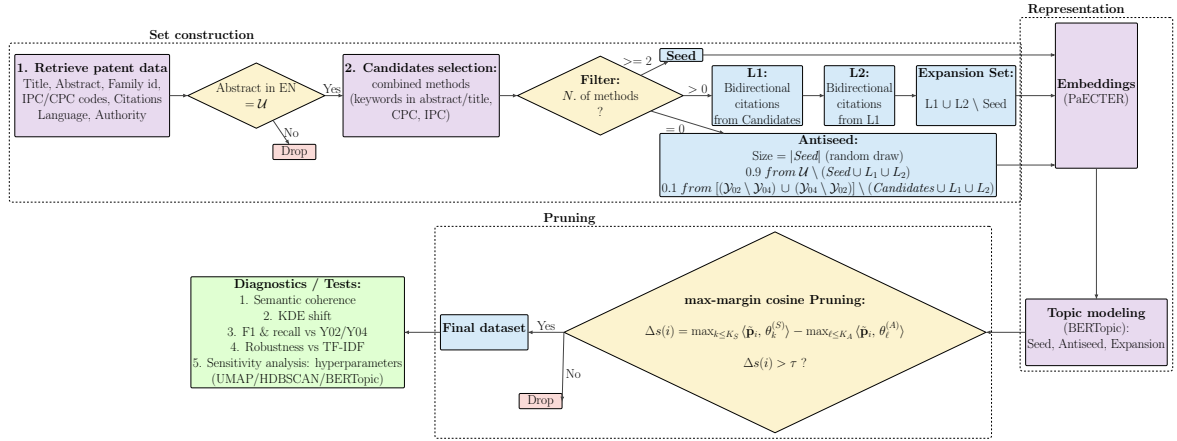 Representation
Set construction
1. Retrieve patent data
Title, Abstract, Family id,
IPC/CPC codes, Citations
Language, Authority
Abstract in EN
= 𝒰
Yes
No
Drop
2. Candidates selection:
combined methods
(keywords in abstract/title,
CPC, IPC)
Filter:
N. of methods
?
>= 2
> 0
= 0
Seed
L1:
Bidirectional
citations
from Candidates
L2:
Bidirectional
citations
from L1
Expansion Set:
L1 ∪ L2 \ Seed
Antiseed:
Size = |Seed| (random draw)
0.9 from 𝒰 \ (Seed ∪ L₁ ∪ L₂)
0.1 from [(𝒴₀₂ \ 𝒴₀₄) ∪ (𝒴₀₄ \ 𝒴₀₂)] \ (Candidates ∪ L₁ ∪ L₂)
Embeddings
(PaECTER)
Topic modeling
(BERTopic):
Seed, Antiseed, Expansion
Pruning
max-margin cosine Pruning:
Δs(i) = max_{k≤K_S} ⟨p̃ᵢ, θ_k^{(S)}⟩ − max_{ℓ≤K_A} ⟨p̃ᵢ, θ_ℓ^{(A)}⟩
Δs(i) > τ ?
Yes
No
Drop
Final dataset
Diagnostics / Tests:
1. Semantic coherence
2. KDE shift
3. F1 & recall vs Y02/Y04
4. Robustness vs TF-IDF
5. Sensitivity analysis: hyperparameters
(UMAP/HDBSCAN/BERTopic)